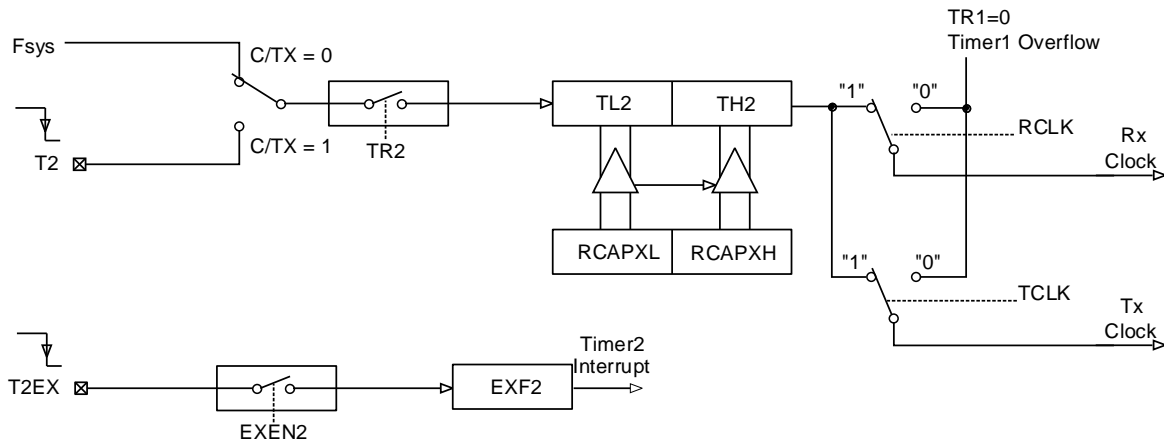 TR1=0
Timer1 Overflow
Fsys
C/TX = 0
"1"
"0"
TL2
TH2
RCLK
Rx
Clock
T2
C/TX = 1
TR2
RCAPXL
RCAPXH
"1"
"0"
TCLK
Tx
Clock
Timer2
Interrupt
T2EX
EXF2
EXEN2